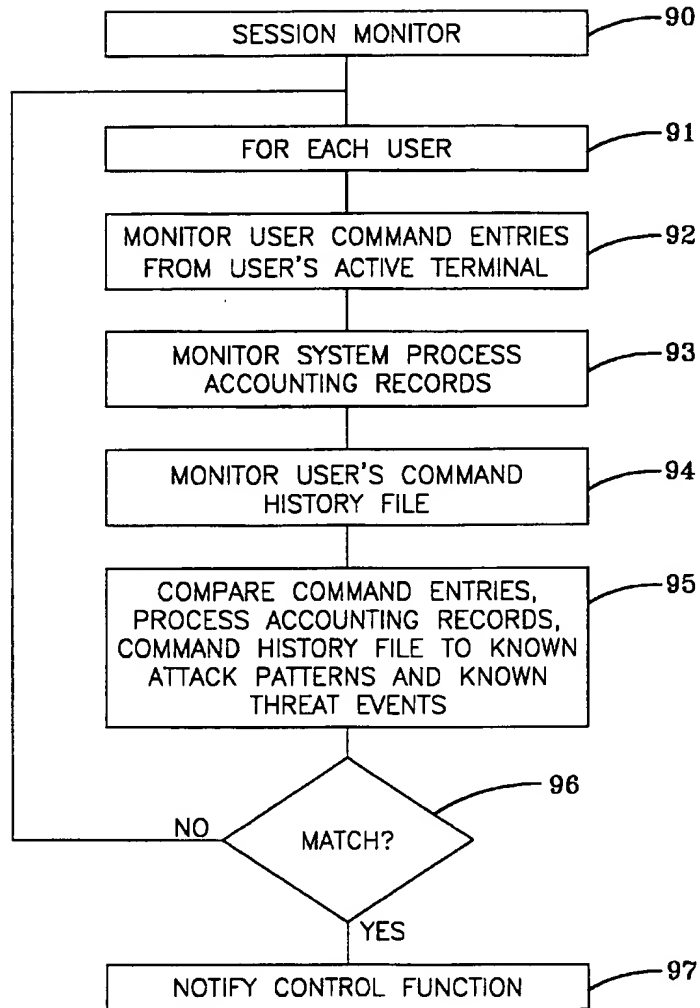 SESSION MONITOR
90
FOR EACH USER
91
MONITOR USER COMMAND ENTRIES
FROM USER'S ACTIVE TERMINAL
92
MONITOR SYSTEM PROCESS
ACCOUNTING RECORDS
93
MONITOR USER'S COMMAND
HISTORY FILE
94
COMPARE COMMAND ENTRIES,
PROCESS ACCOUNTING RECORDS,
COMMAND HISTORY FILE TO KNOWN
ATTACK PATTERNS AND KNOWN
THREAT EVENTS
95
MATCH?
96
NO
YES
NOTIFY CONTROL FUNCTION
97